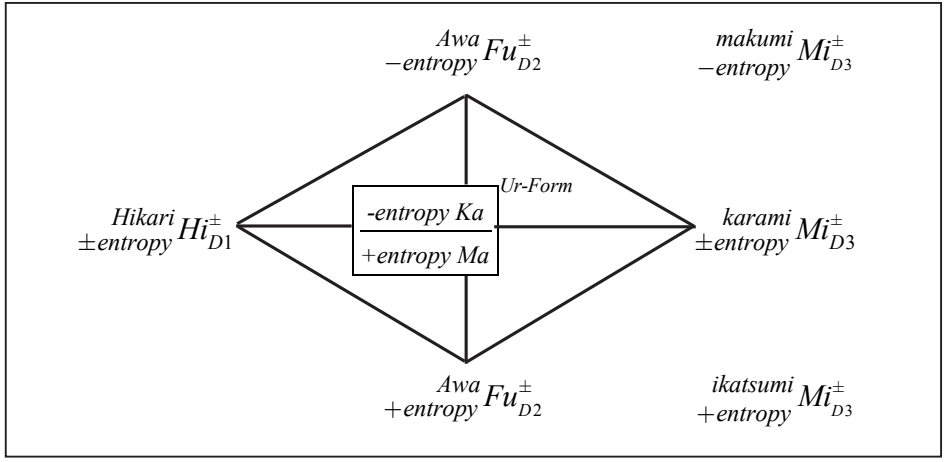 Awa −entropy Fu±D2
makumi −entropy Mi±D3
Ur-Form
-entropy Ka
+entropy Ma
Hikari ±entropy Hi±D1
karami ±entropy Mi±D3
Awa +entropy Fu±D2
ikatsumi +entropy Mi±D3